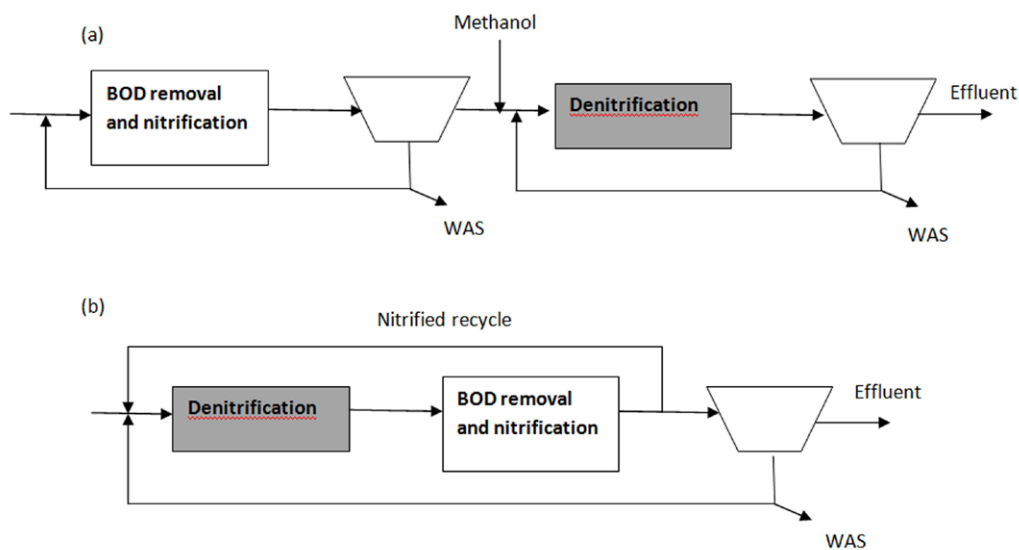 (a)
Methanol
BOD removal
and nitrification
Denitrification
Effluent
WAS
WAS
(b)
Nitrified recycle
Denitrification
BOD removal
and nitrification
Effluent
WAS